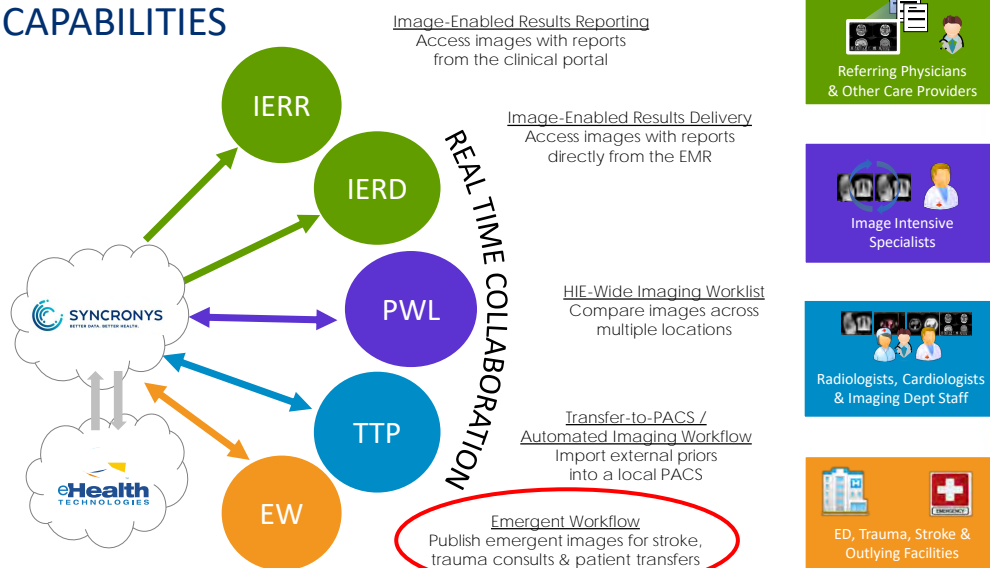 CAPABILITIES
Image-Enabled Results Reporting
Access images with reports
from the clinical portal
IERR
Image-Enabled Results Delivery
Access images with reports
directly from the EMR
IERD
REAL TIME COLLABORATION
HIE-Wide Imaging Worklist
Compare images across
multiple locations
PWL
SYNCRONYS
BETTER DATA. BETTER HEALTH.
Transfer-to-PACS /
Automated Imaging Workflow
Import external priors
into a local PACS
TTP
eHealth
TECHNOLOGIES
EW
Emergent Workflow
Publish emergent images for stroke,
trauma consults & patient transfers
Referring Physicians
& Other Care Providers
Image Intensive
Specialists
Radiologists, Cardiologists
& Imaging Dept Staff
H
EMERGENCY
ED, Trauma, Stroke &
Outlying Facilities